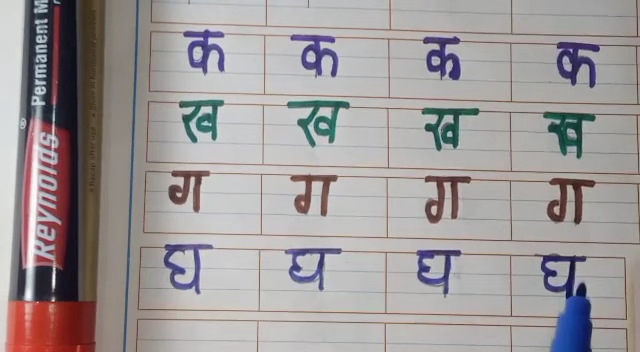 क क क क
ख ख ख ख
ग ग ग ग
घ घ घ घ
Reynolds® Permanent M